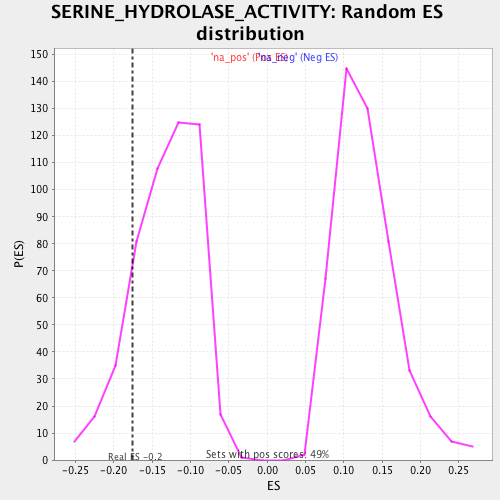 SERINE_HYDROLASE_ACTIVITY: Random ES
distribution
'na_pos' (Pos ES) 'na_neg' (Neg ES)
150
140
130
120
110
100
90
80
70
60
50
40
30
20
10
0
P(ES)
Real ES -0.2
Sets with pos scores: 49%
-0.25 -0.20 -0.15 -0.10 -0.05 0.00 0.05 0.10 0.15 0.20 0.25
ES